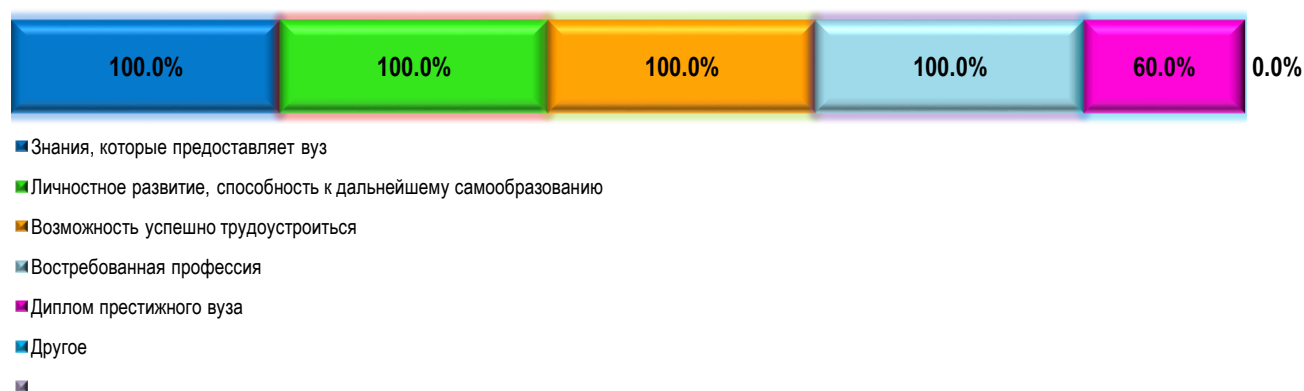 100.0% 100.0% 100.0% 100.0% 60.0% 0.0%
Знания, которые предоставляет вуз
Личностное развитие, способность к дальнейшему самообразованию
Возможность успешно трудоустроиться
Востребованная профессия
Диплом престижного вуза
Другое